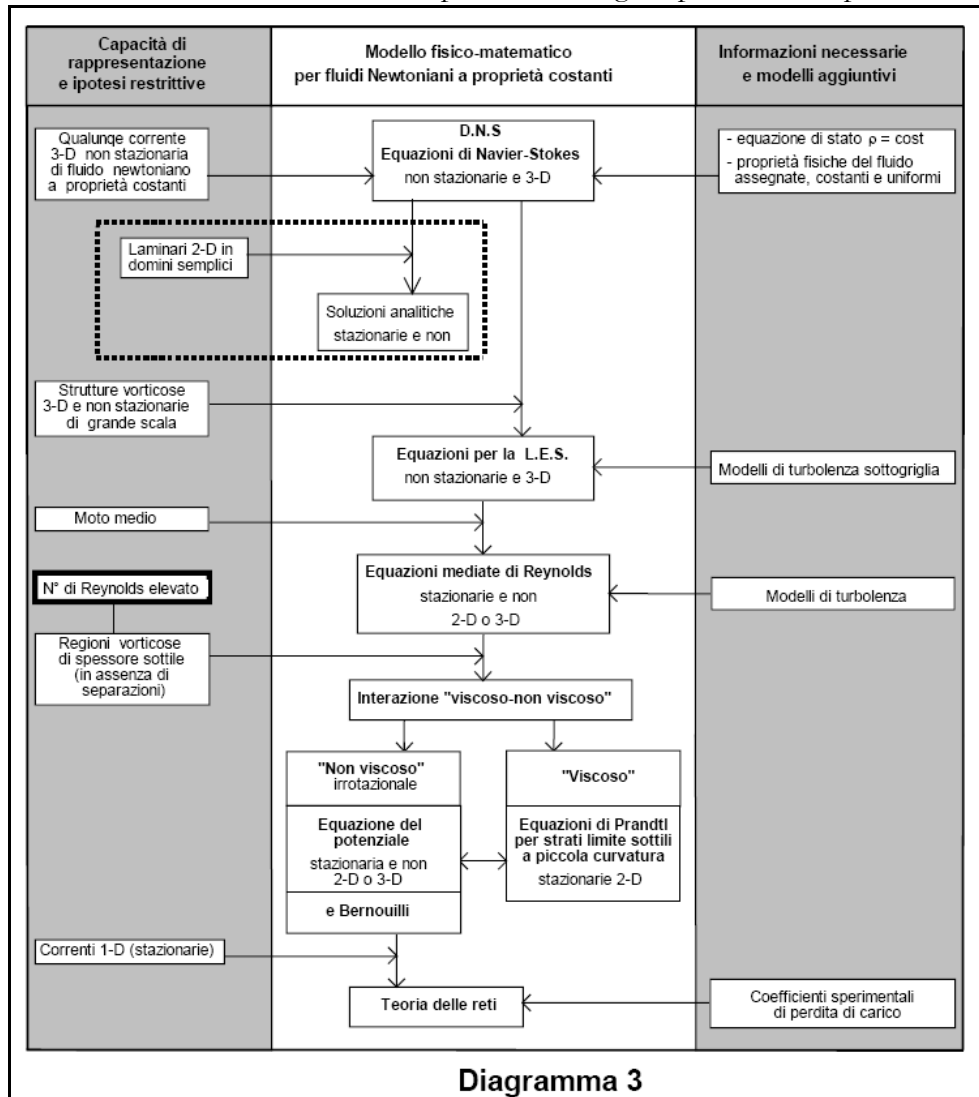 Capacità di
rappresentazione
e ipotesi restrittive
Modello fisico-matematico
per fluidi Newtoniani a proprietà costanti
Informazioni necessarie
e modelli aggiuntivi
Qualunqe corrente
3-D non stazionaria
di fluido newtoniano
a proprietà costanti
D.N.S
Equazioni di Navier-Stokes
non stazionarie e 3-D
- equazione di stato ρ = cost
- proprietà fisiche del fluido
assegnate, costanti e uniformi
Laminari 2-D in
domini semplici
Soluzioni analitiche
stazionarie e non
Strutture vorticose
3-D e non stazionarie
di grande scala
Equazioni per la L.E.S.
non stazionarie e 3-D
Modelli di turbolenza sottogriglia
Moto medio
Equazioni mediate di Reynolds
stazionarie e non
2-D o 3-D
Modelli di turbolenza
N° di Reynolds elevato
Regioni vorticose
di spessore sottile
(in assenza di
separazioni)
Interazione "viscoso-non viscoso"
"Non viscoso"
irrotazionale
Equazione del
potenziale
stazionaria e non
2-D o 3-D
e Bernouilli
"Viscoso"
Equazioni di Prandtl
per strati limite sottili
a piccola curvatura
stazionarie 2-D
Correnti 1-D (stazionarie)
Teoria delle reti
Coefficienti sperimentali
di perdita di carico
Diagramma 3